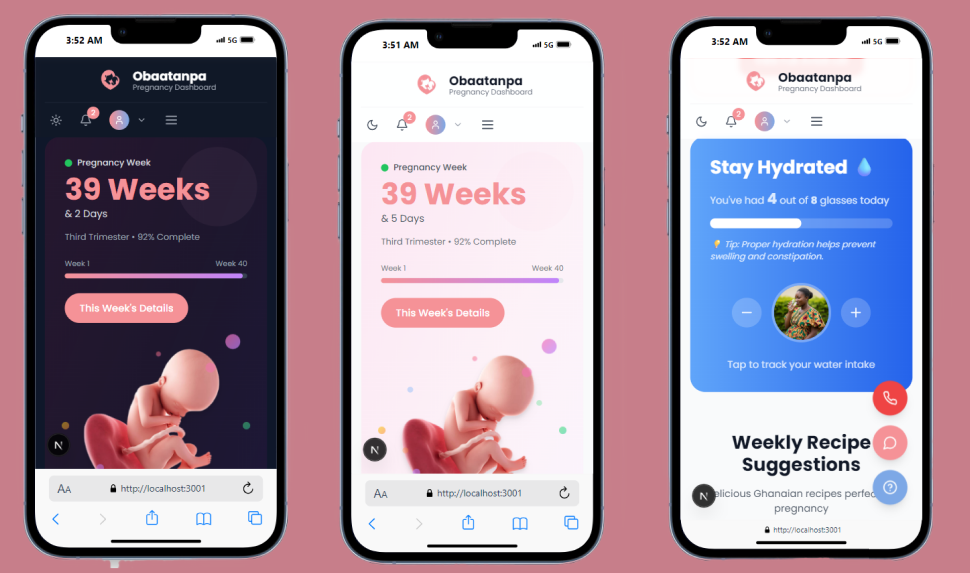 3:52 AM
5G
Obaatanpa
Pregnancy Dashboard
2
Pregnancy Week
39 Weeks
& 2 Days
Third Trimester • 92% Complete
Week 1
Week 40
This Week's Details
N
AA
http://localhost:3001
3:51 AM
5G
Obaatanpa
Pregnancy Dashboard
2
Pregnancy Week
39 Weeks
& 5 Days
Third Trimester • 92% Complete
Week 1
Week 40
This Week's Details
N
AA
http://localhost:3001
3:52 AM
5G
Obaatanpa
Pregnancy Dashboard
2
Stay Hydrated 💧
You've had 4 out of 8 glasses today
💡 Tip: Proper hydration helps prevent
swelling and constipation.
Tap to track your water intake
Weekly Recipe
Suggestions
N
Ghanaian recipes
pregnancy
http://localhost:3001